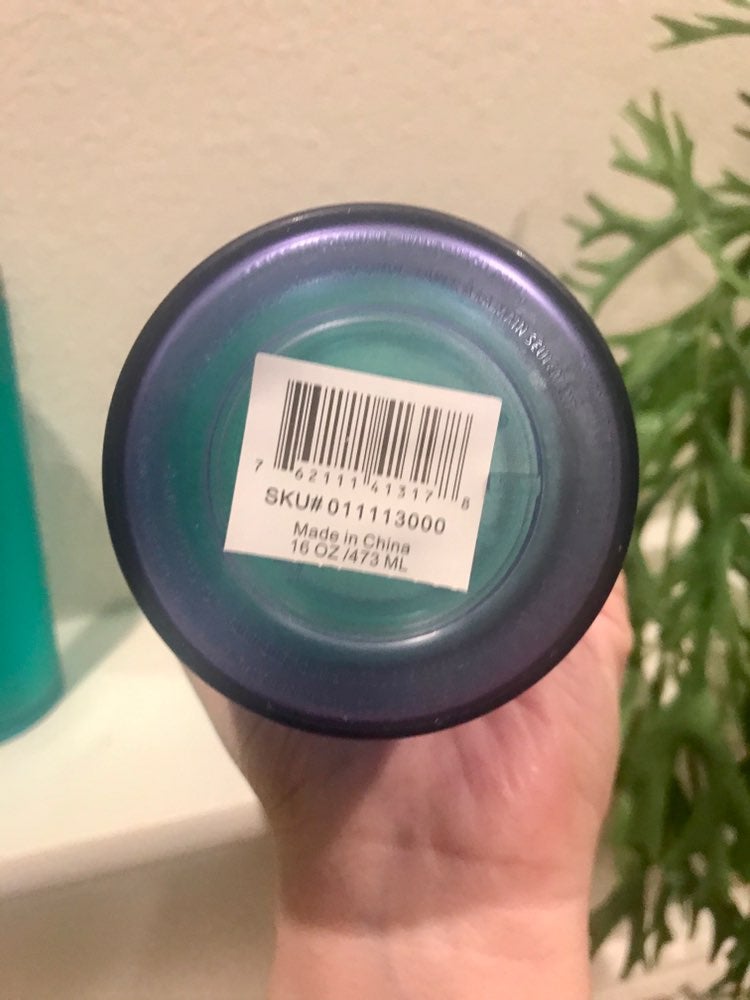 7 62111 41317 8
SKU# 011113000
Made in China
16 OZ /473 ML